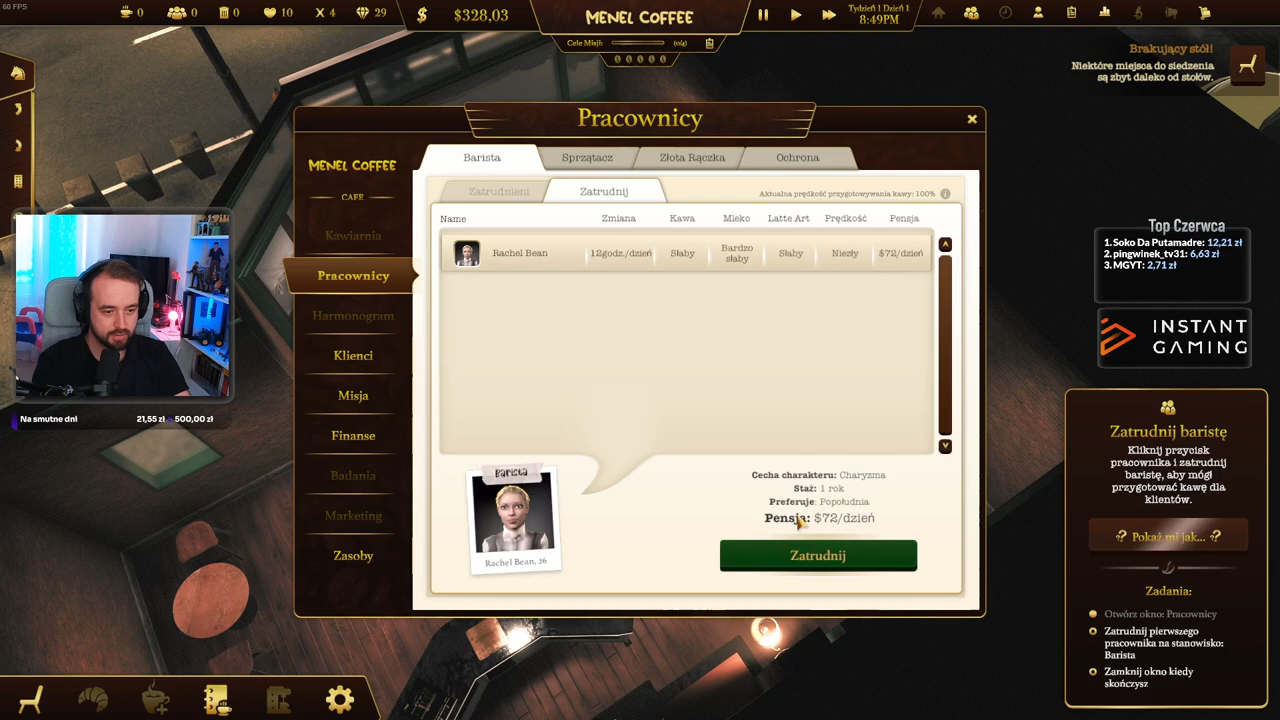 60 FPS
0
0
0
10
4
29
$328,03
MENEL COFFEE
Tydzień 1 Dzień 1
8:49PM
Cele Misji:
(0/4)
Brakujący stół!
Niektóre miejsca do siedzenia
są zbyt daleko od stołów.
Pracownicy
MENEL COFFEE
CAFE
Kawiarnia
Pracownicy
Harmonogram
Klienci
Misja
Finanse
Badania
Marketing
Zasoby
Barista
Sprzątacz
Złota Rączka
Ochrona
Zatrudnieni
Zatrudnij
Aktualna prędkość przygotowywania kawy: 100%
Name
Zmiana
Kawa
Mleko
Latte Art
Prędkość
Pensja
Rachel Bean
12godz./dzień
Słaby
Bardzo
słaby
Słaby
Niezły
$72/dzień
Barista
Rachel Bean, 26
Cecha charakteru: Charyzma
Staż: 1 rok
Preferuje: Popołudnia
Pensja: $72/dzień
Zatrudnij
Na smutne dni
21,55 zł
500,00 zł
Top Czerwca
1. Soko Da Putamadre: 12,21 zł
2. pingwinek_tv31: 6,63 zł
3. MGYT: 2,71 zł
INSTANT
GAMING
Zatrudnij baristę
Kliknij przycisk
pracownika i zatrudnij
baristę, aby mógł
przygotować kawę dla
klientów.
? Pokaż mi jak... ?
Zadania:
Otwórz okno: Pracownicy
Zatrudnij pierwszego
pracownika na stanowisko:
Barista
Zamknij okno kiedy
skończysz